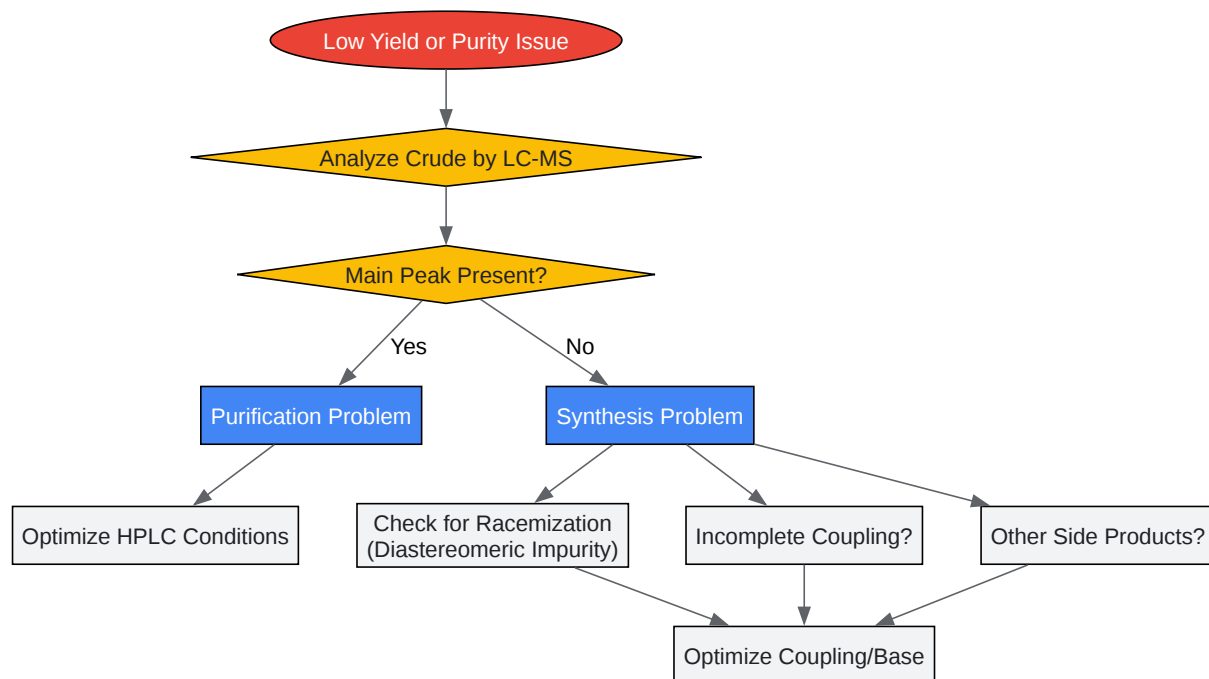 Low Yield or Purity Issue
Analyze Crude by LC-MS
Main Peak Present?
Yes
No
Purification Problem
Synthesis Problem
Optimize HPLC Conditions
Check for Racemization
(Diastereomeric Impurity)
Incomplete Coupling?
Other Side Products?
Optimize Coupling/Base